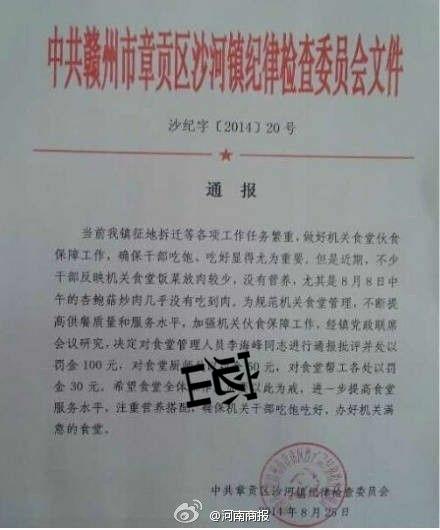 中共赣州市章贡区沙河镇纪律检查委员会文件
沙纪字〔2014〕20号
通 报
当前我镇征地拆迁等各项工作任务繁重，做好机关食堂伙食
保障工作，确保干部吃饱、吃好显得尤为重要。但是近期，不少
干部反映机关食堂饭菜放肉较少，没有营养，尤其是8月8日中
午的杏鲍菇炒肉几乎没有吃到肉。为规范机关食堂管理，不断提
高供餐质量和服务水平，加强机关伙食保障工作，经镇党政联席
会议研究，决定对食堂管理人员李海峰同志进行通报批评并处以
罚金100元，对食堂厨师 50元，对食堂帮工各处以罚
金30元。希望食堂全体 以此为戒，进一步提高食堂
服务水平，注重营养搭配，确保机关干部吃饱吃好，办好机关满
意的食堂。
中共章贡区沙河镇纪律检查委员会
2014年8月25日
@河南商报